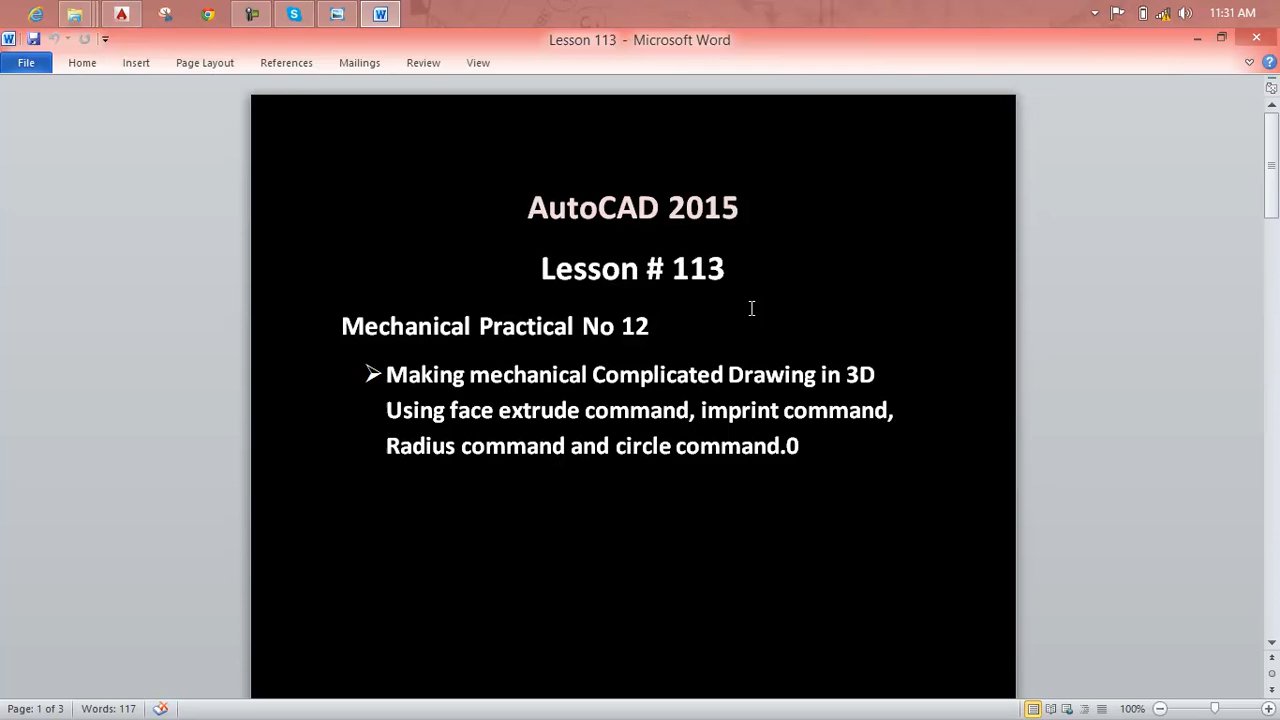 11:31 AM
Lesson 113 - Microsoft Word
File Home Insert Page Layout References Mailings Review View
AutoCAD 2015
Lesson # 113
Mechanical Practical No 12
➢ Making mechanical Complicated Drawing in 3D
Using face extrude command, imprint command,
Radius command and circle command.0
Page: 1 of 3 Words: 117 100%